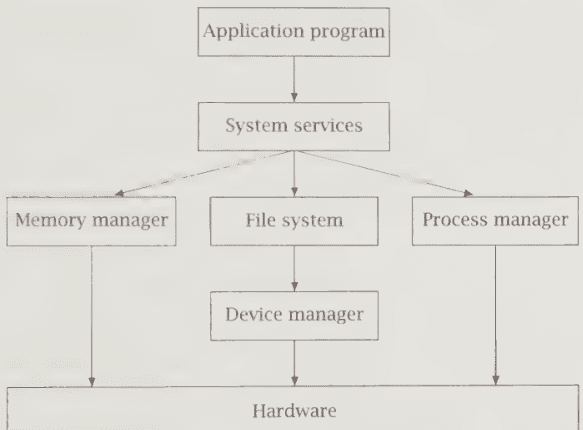 Application program
System services
Memory manager
File system
Process manager
Device manager
Hardware